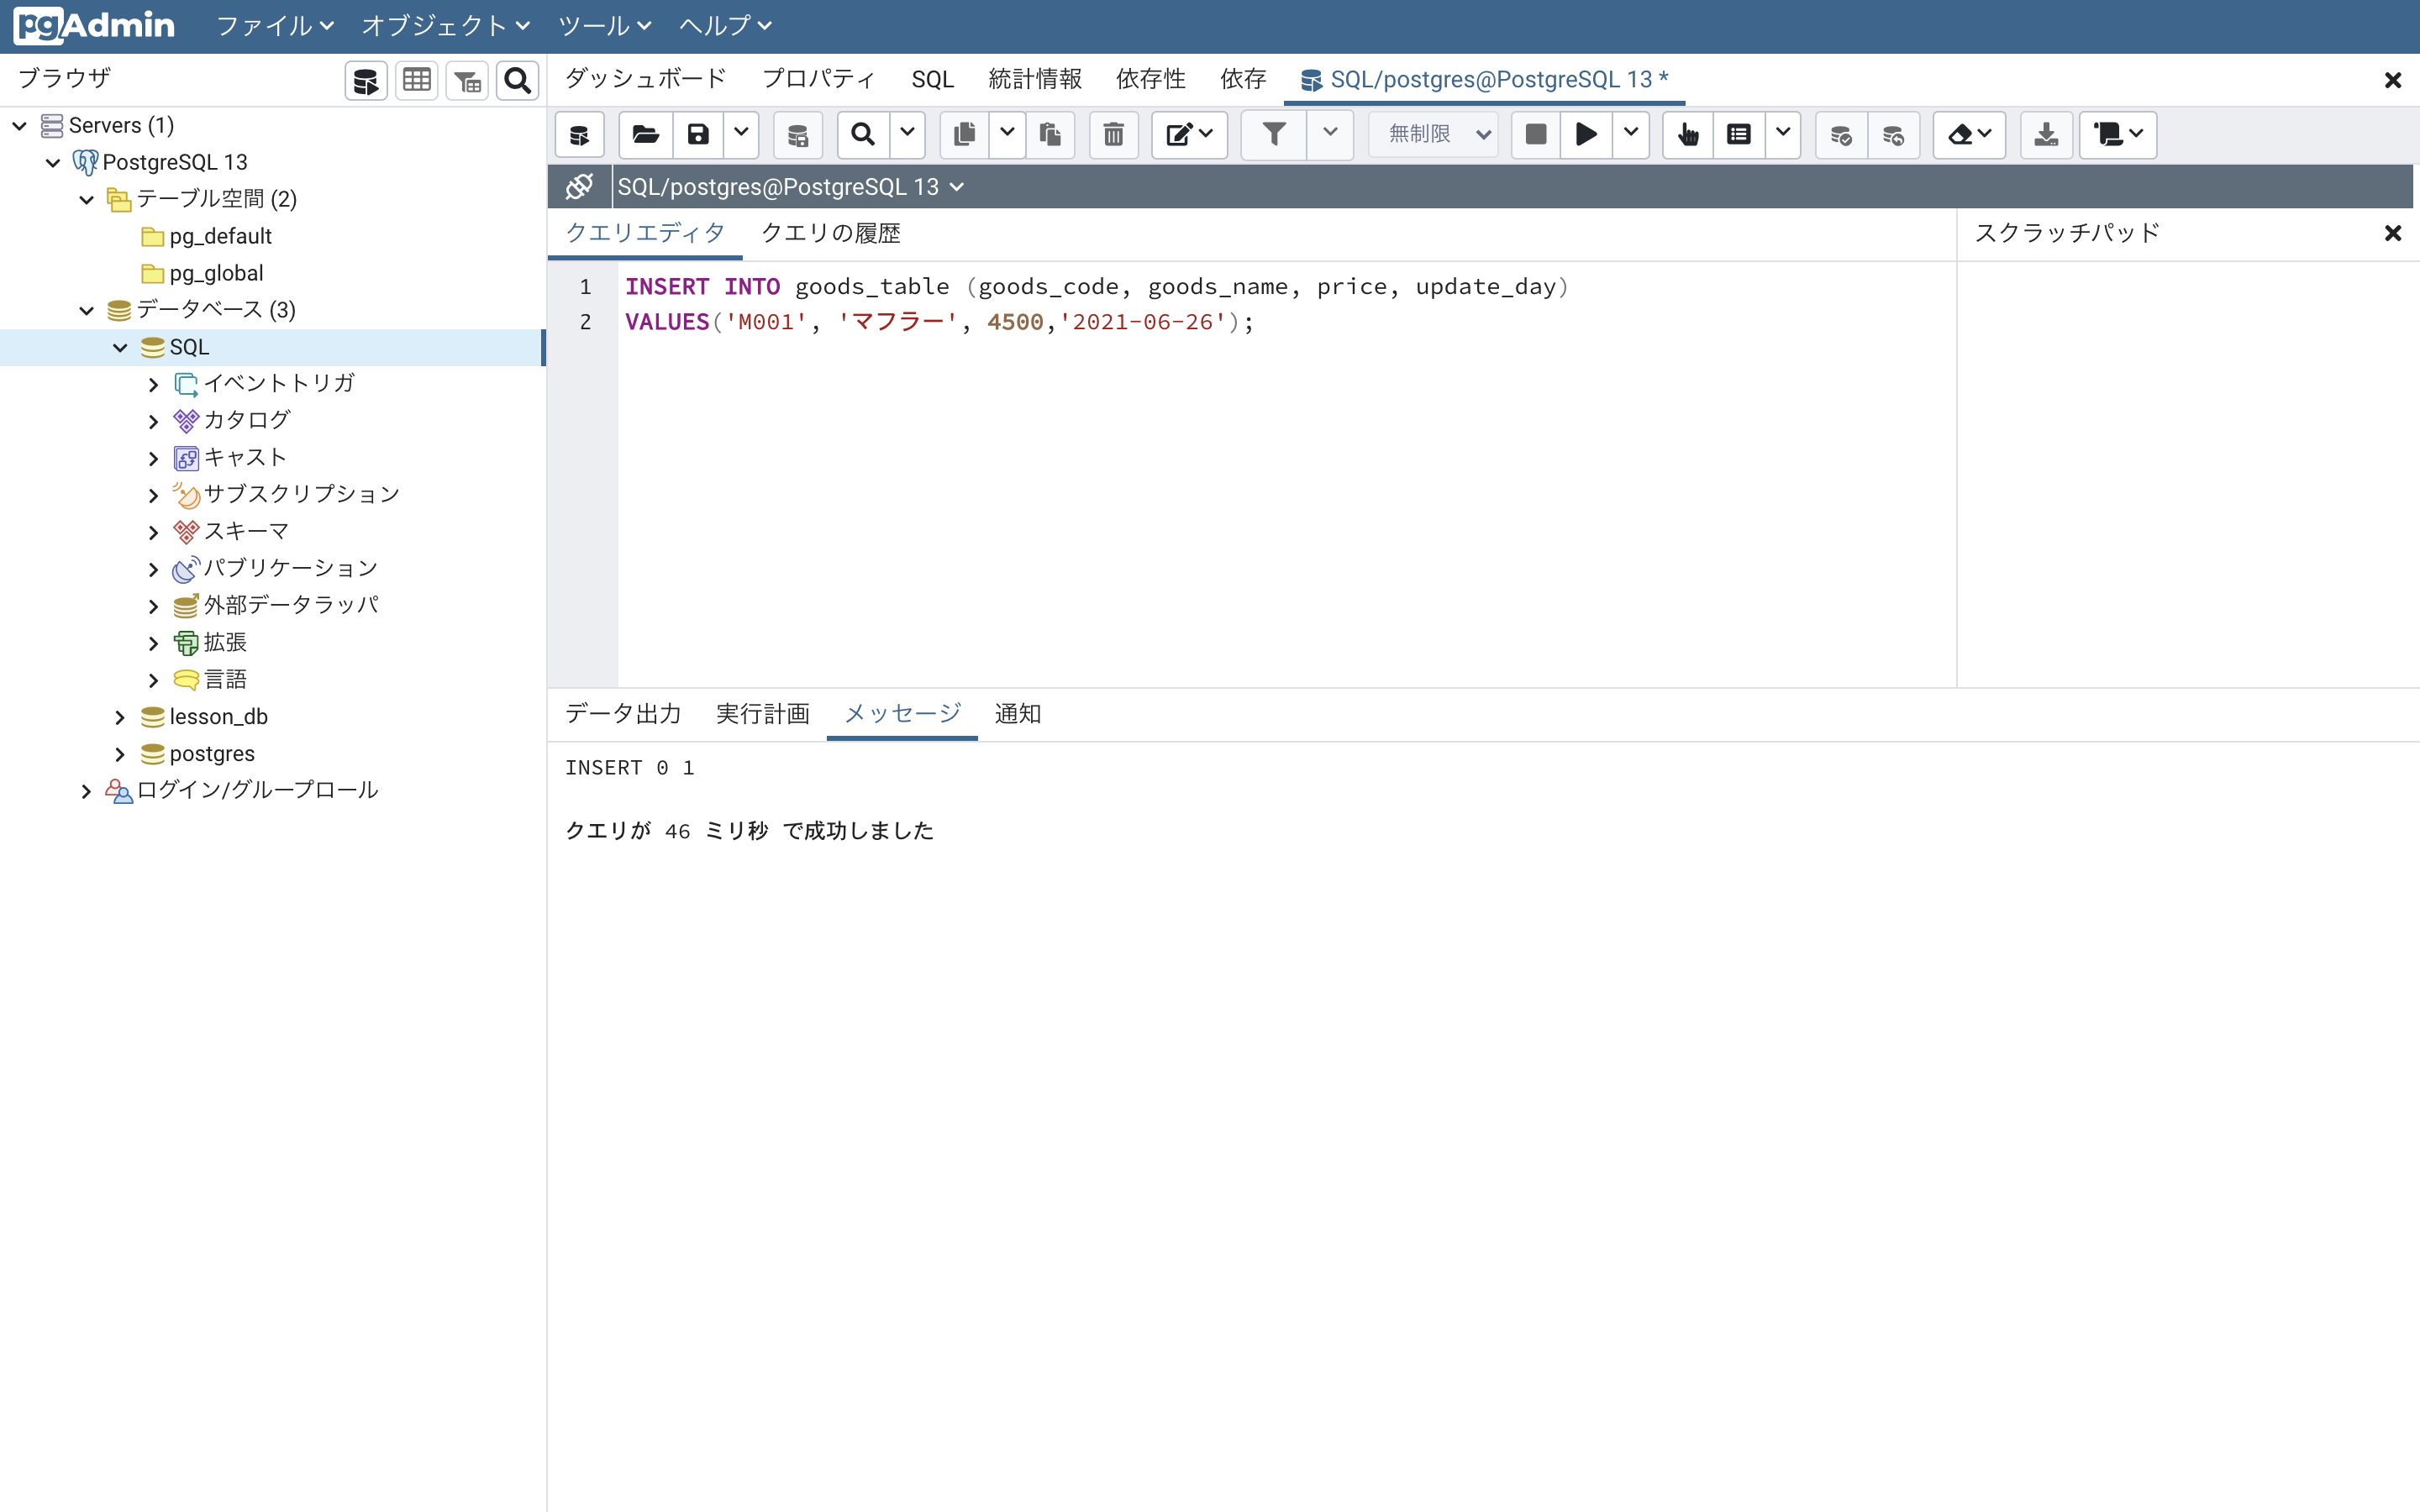 pgAdmin ファイル オブジェクト ツール ヘルプ
ブラウザ
ダッシュボード プロパティ SQL 統計情報 依存性 依存 SQL/postgres@PostgreSQL 13 *
無制限
SQL/postgres@PostgreSQL 13
クエリエディタ クエリの履歴
スクラッチパッド
Servers (1)
PostgreSQL 13
テーブル空間 (2)
pg_default
pg_global
データベース (3)
SQL
イベントトリガ
カタログ
キャスト
サブスクリプション
スキーマ
パブリケーション
外部データラッパ
拡張
言語
lesson_db
postgres
ログイン/グループロール
1 INSERT INTO goods_table (goods_code, goods_name, price, update_day)
2 VALUES('M001', 'マフラー', 4500,'2021-06-26');
データ出力 実行計画 メッセージ 通知
INSERT 0 1
クエリが 46 ミリ秒 で成功しました